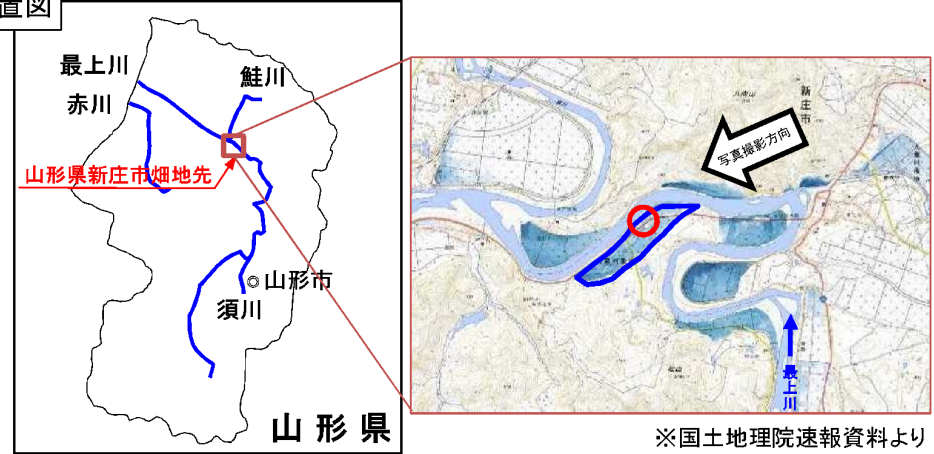 置図
最上川
鮭川
赤川
山形県新庄市畑地先
山形市
須川
山形県
新庄市
写真撮影方向
最上川
※国土地理院速報資料より